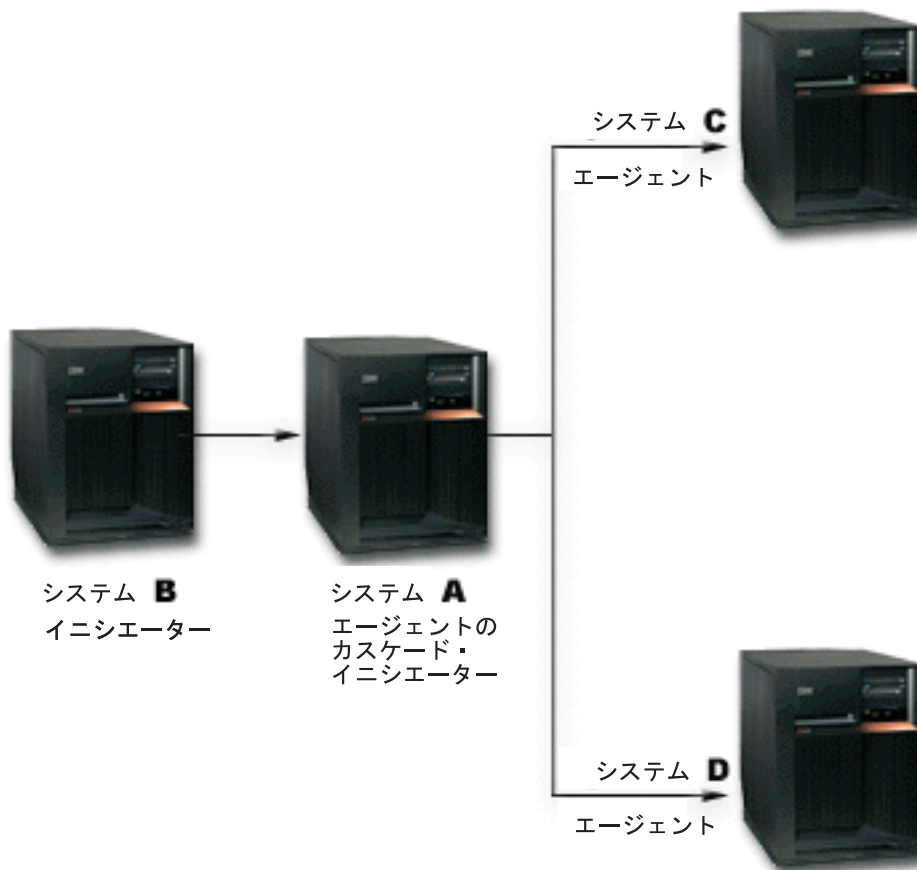 システム C
エージェント
システム B
イニシエーター
システム A
エージェントの
カスケード・
イニシエーター
システム D
エージェント